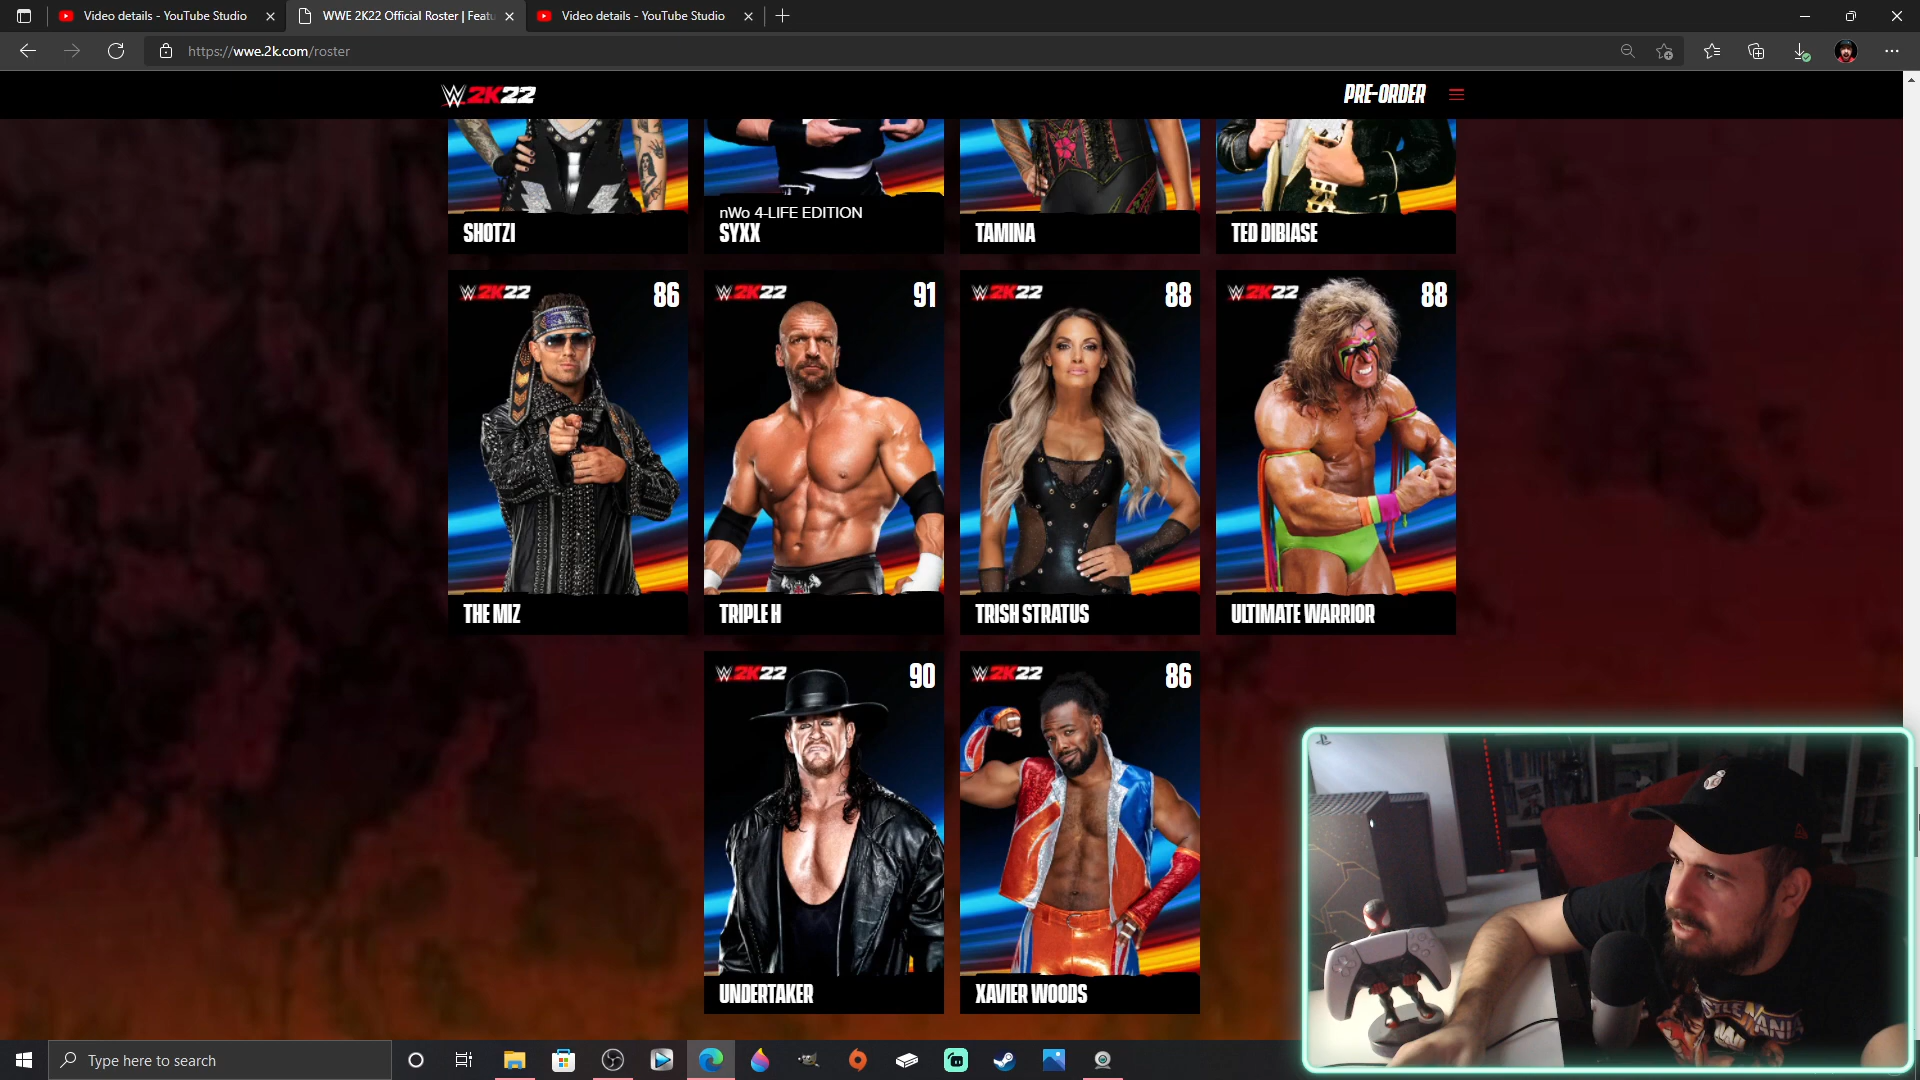 Video details - YouTube Studio
WWE 2K22 Official Roster | Featu
Video details - YouTube Studio
https://wwe.2k.com/roster
W 2K22
PRE-ORDER
SHOTZI
nWo 4-LIFE EDITION
SYXX
TAMINA
TED DIBIASE
W 2K22
86
THE MIZ
W 2K22
91
TRIPLE H
W 2K22
88
TRISH STRATUS
W 2K22
88
ULTIMATE WARRIOR
W 2K22
90
UNDERTAKER
W 2K22
86
XAVIER WOODS
Type here to search